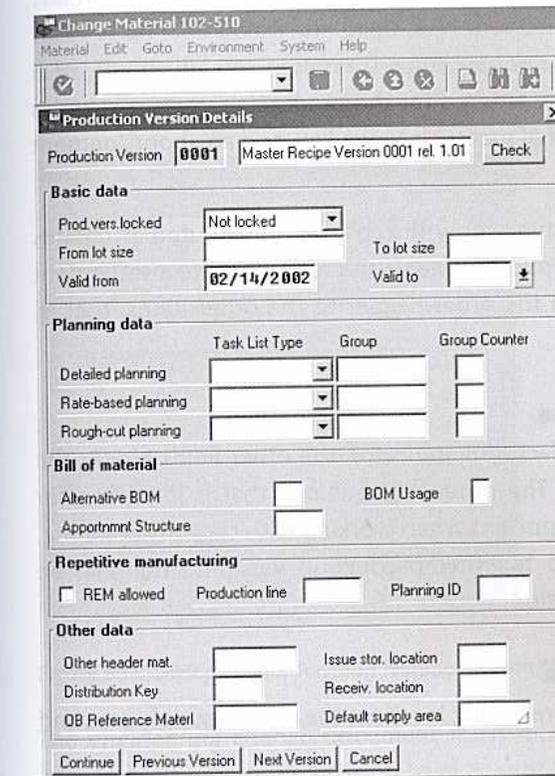 Change Material 102-510
Material Edit Goto Environment System Help
Production Version Details
Production Version 0001 Master Recipe Version 0001 rel. 1.01 Check
Basic data
Prod.vers.locked Not locked
From lot size To lot size
Valid from 02/14/2002 Valid to
Planning data
Task List Type Group Group Counter
Detailed planning
Rate-based planning
Rough-cut planning
Bill of material
Alternative BOM BOM Usage
Apportnmnt Structure
Repetitive manufacturing
REM allowed Production line Planning ID
Other data
Other header mat. Issue stor. location
Distribution Key Receiv. location
OB Reference Materl Default supply area
Continue Previous Version Next Version Cancel